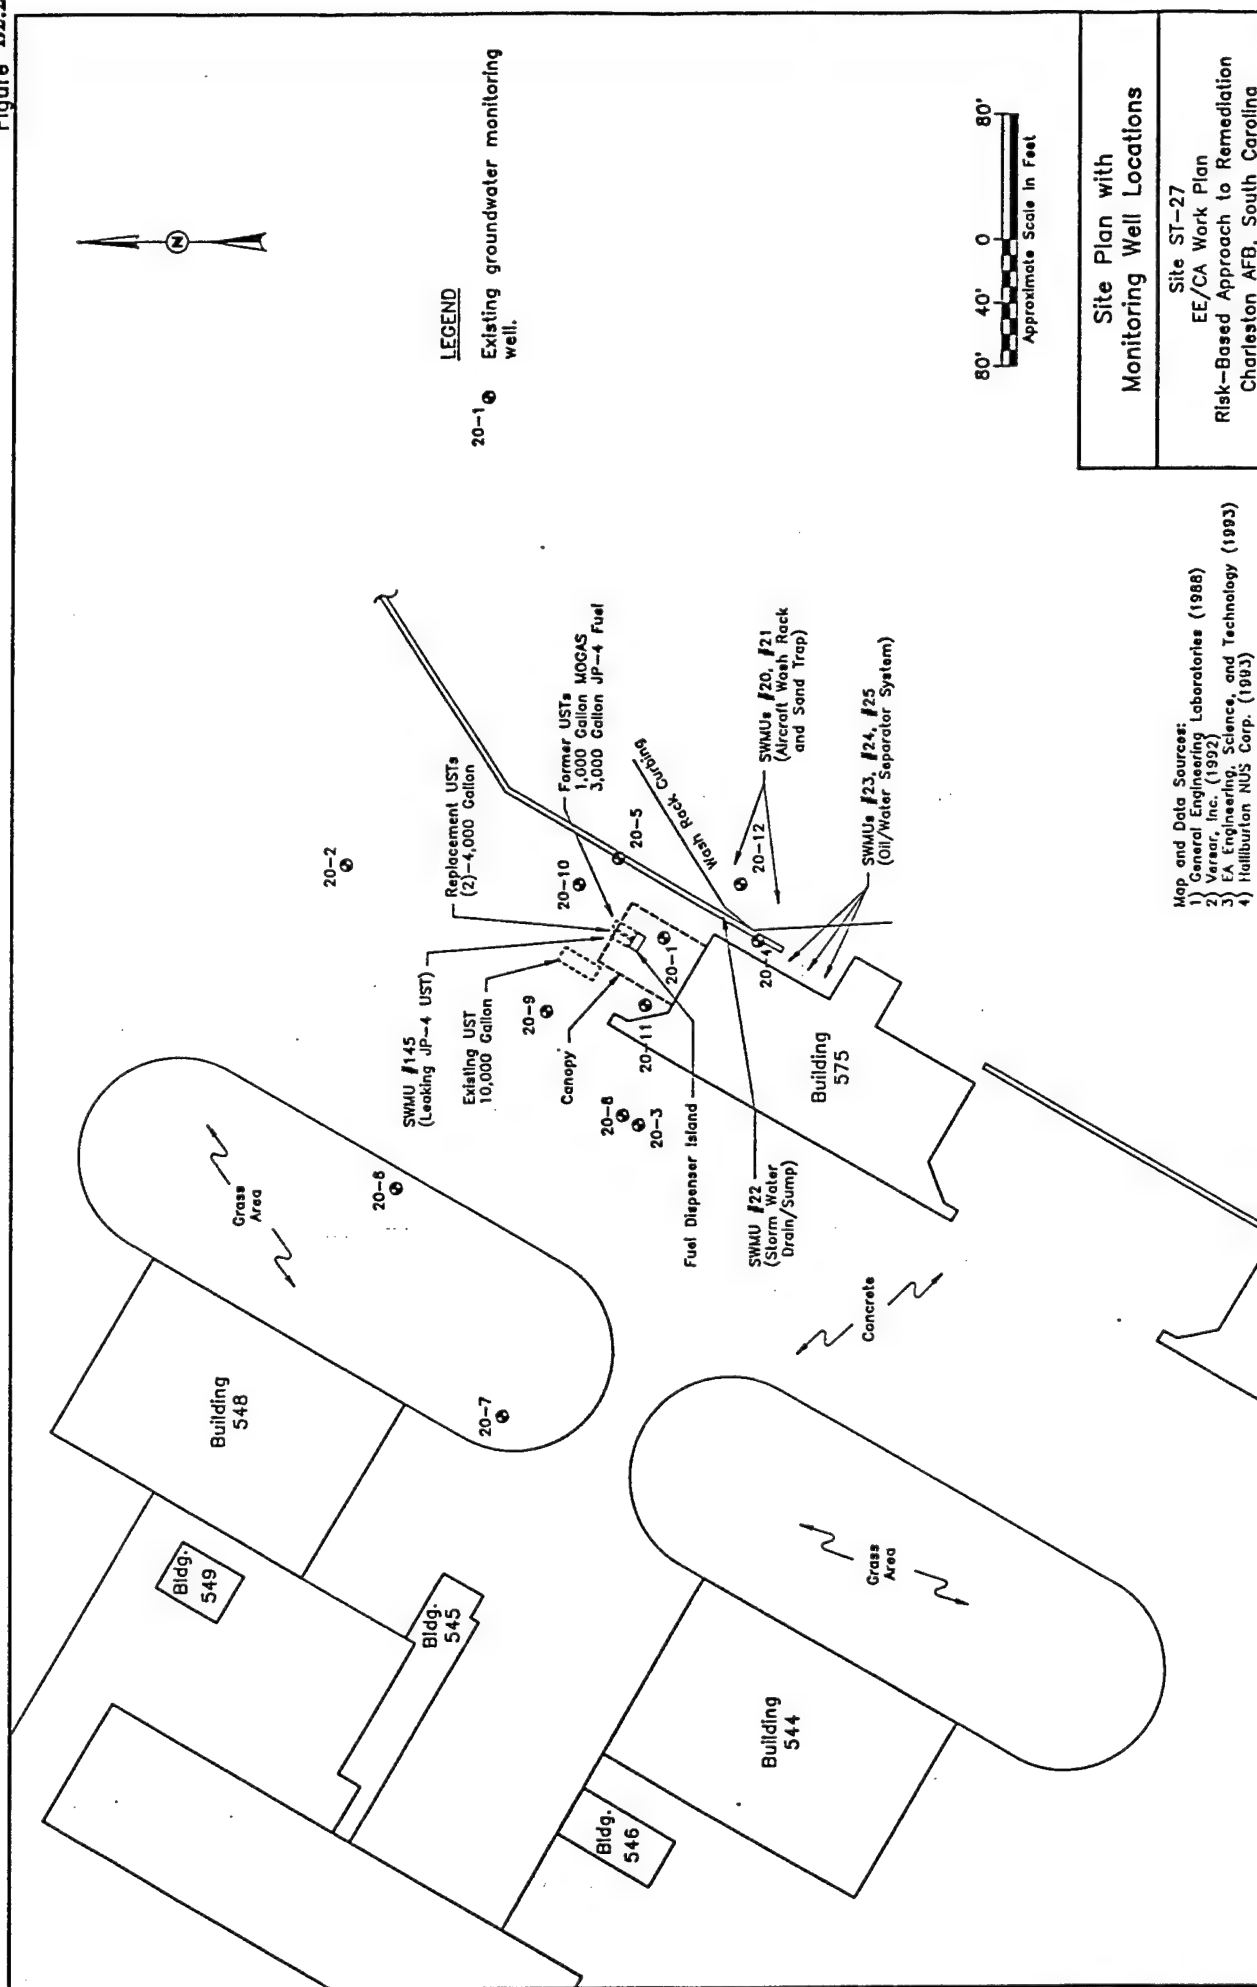 Figure
N
LEGEND
20-1 Existing groundwater monitoring
well.
80' 40' 0 80'
Approximate Scale in Feet
Site Plan with
Monitoring Well Locations
Site ST-27
EE/CA Work Plan
Risk-Based Approach to Remediation
Charleston AFB, South Carolina
Map and Data Sources:
1) General Engineering Laboratories (1988)
2) Versar, Inc. (1992)
3) EA Engineering, Science, and Technology (1993)
4) Halliburton NUS Corp. (1993)
20-2
Replacement USTs
(2)-4,000 Gallon
Former USTs
1,000 Gallon MOGAS
3,000 Gallon JP-4 Fuel
SWMU #145
(Leaking JP-4 UST)
Existing UST
10,000 Gallon
Canopy
20-10
20-5
20-9
20-1
20-11
20-8
20-3
Wash Rack Curbing
SWMUs #20, #21
(Aircraft Wash Rack
and Sand Trap)
20-12
20-4
SWMUs #23, #24, #25
(Oil/Water Separator System)
Fuel Dispenser Island
SWMU #22
(Storm Water
Drain/Sump)
Building
575
Concrete
Grass
Area
20-6
20-7
Building
548
Bldg.
549
Bldg.
545
Grass
Area
Building
544
Bldg.
546